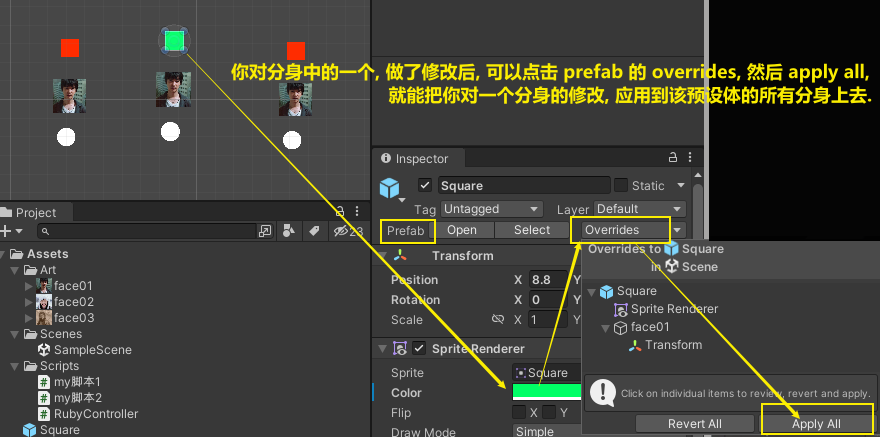 你对分身中的一个, 做了修改后, 可以点击 prefab 的 overrides, 然后 apply all,
就能把你对一个分身的修改, 应用到该预设体的所有分身上去.
Inspector
Square
Static
Tag Untagged Layer Default
Prefab Open Select Overrides
Transform
Position X 8.8 Y
Rotation X 0 Y
Scale X 1 Y
Sprite Renderer
Sprite Square
Color
Flip X Y
Draw Mode Simple
Overrides to Square
in Scene
Square
Sprite Renderer
face01
Transform
Click on individual items to review, revert and apply.
Revert All Apply All
Project
23
Assets
Art
face01
face02
face03
Scenes
SampleScene
Scripts
my脚本1
my脚本2
RubyController
Square